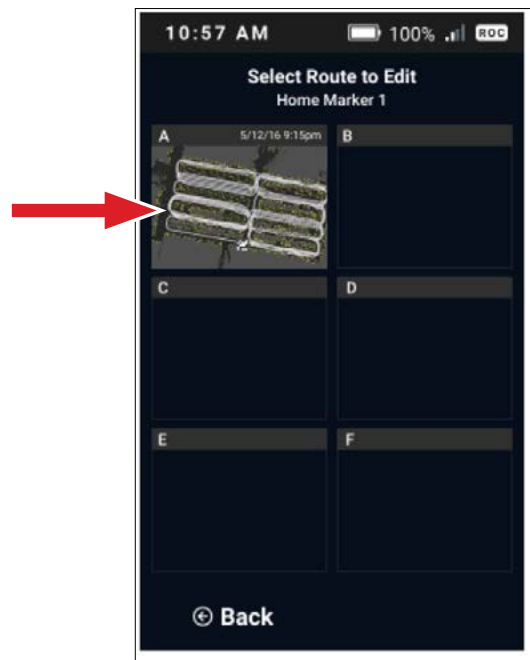 10:57 AM 100% ROC
Select Route to Edit
Home Marker 1
A 5/12/16 9:15pm B
C D
E F
Back